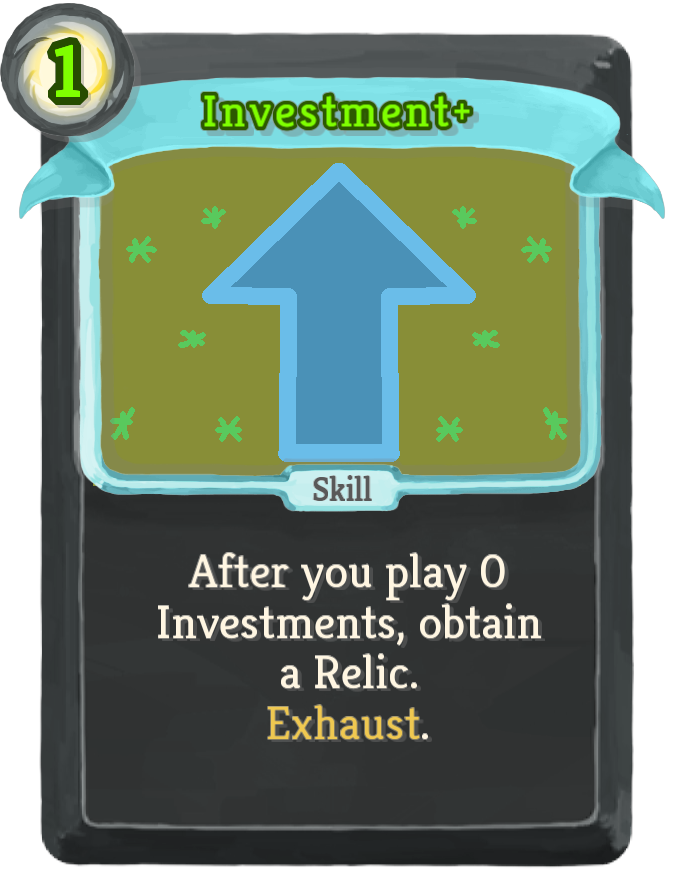 1
Investment+
Skill
After you play 0
Investments, obtain
a Relic.
Exhaust.